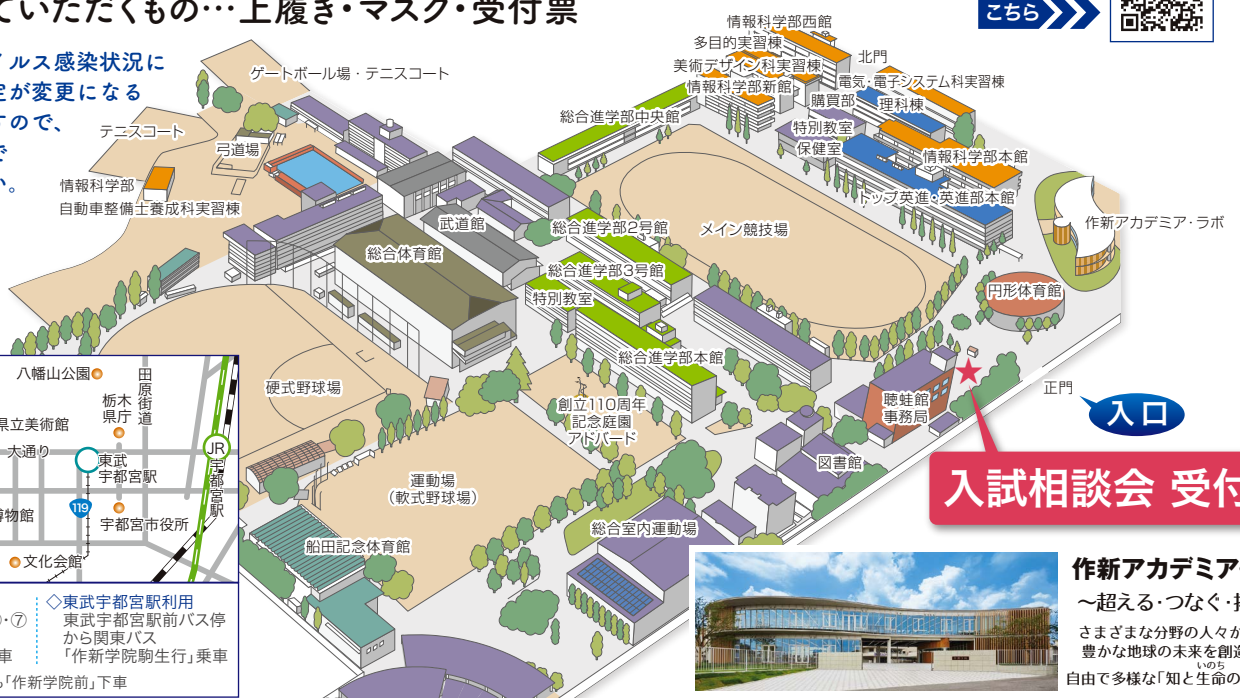 ていただくもの…上履き・マスク・受付票
こちら
イルス感染状況に
定が変更になる
すので、
で
い。
情報科学部西館
多目的実習棟
美術デザイン科実習棟
情報科学部新館
北門
電気・電子システム科実習棟
購買部
理科棟
特別教室
保健室
情報科学部本館
トップ英進・英進部本館
ゲートボール場・テニスコート
テニスコート
弓道場
情報科学部
自動車整備士養成科実習棟
総合進学部中央館
武道館
総合体育館
総合進学部2号館
総合進学部3号館
特別教室
総合進学部本館
メイン競技場
作新アカデミア・ラボ
円形体育館
正門
入口
聴蛙館
事務局
入試相談会 受付
硬式野球場
創立110周年
記念庭園
アドバード
図書館
運動場
（軟式野球場）
総合室内運動場
船田記念体育館
八幡山公園
田原街道
栃木
県庁
県立美術館
大通り
東武
宇都宮駅
JR
宇都宮駅
119
博物館
宇都宮市役所
文化会館
・⑦
車
◇東武宇都宮駅利用
東武宇都宮駅前バス停
から関東バス
「作新学院駒生行」乗車
「作新学院前」下車
作新アカデミア
〜超える・つなぐ・
さまざまな分野の人々が
豊かな地球の未来を創造
いのち
自由で多様な「知と生命の